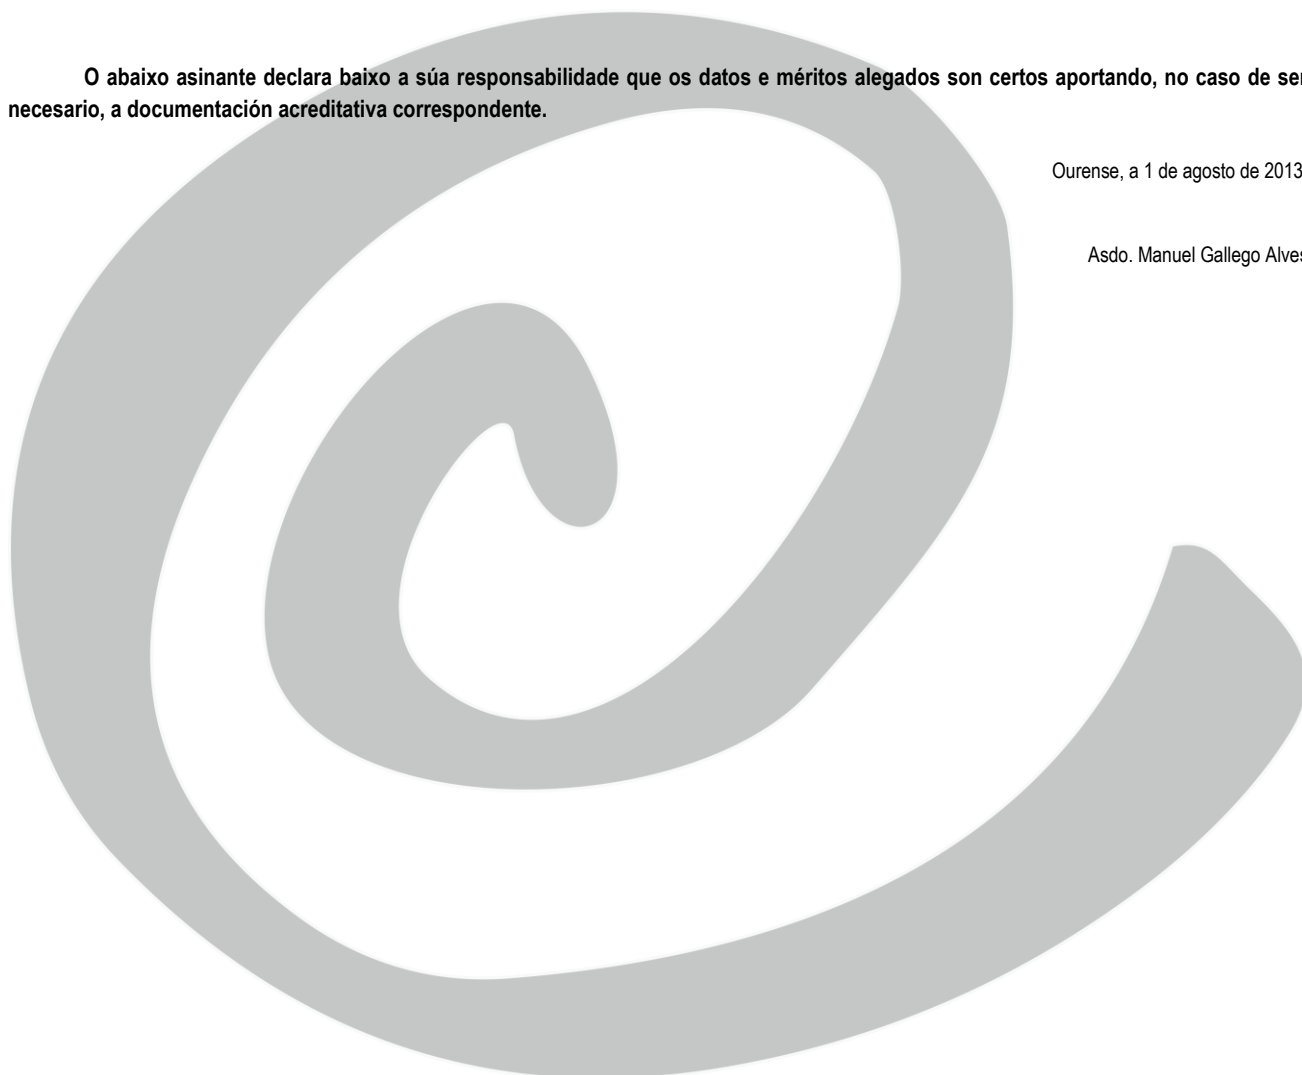 O abaixo asinante declara baixo a súa responsabilidade que os datos e méritos alegados son certos aportando, no caso de ser
necesario, a documentación acreditativa correspondente.
Ourense, a 1 de agosto de 2013
Asdo. Manuel Gallego Alves